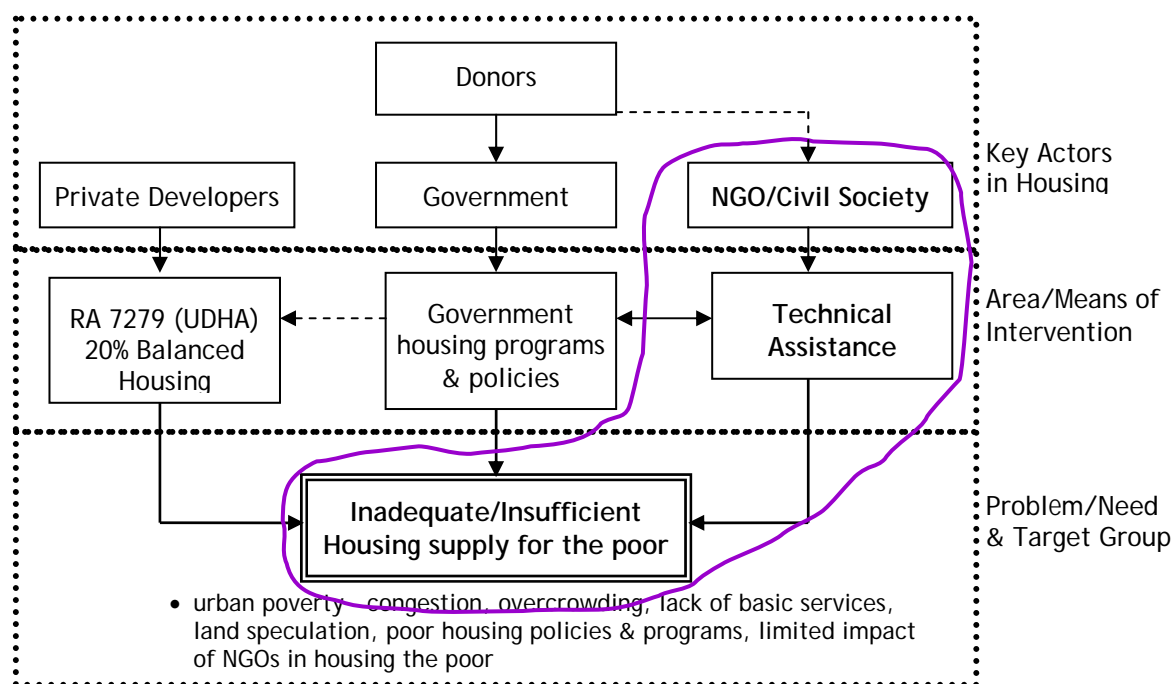 Donors
Key Actors
in Housing
Private Developers
Government
NGO/Civil Society
RA 7279 (UDHA)
20% Balanced
Housing
Government
housing programs
& policies
Technical
Assistance
Area/Means of
Intervention
Inadequate/Insufficient
Housing supply for the poor
Problem/Need
& Target Group
• urban poverty congestion, overcrowding, lack of basic services,
land speculation, poor housing policies & programs, limited impact
of NGOs in housing the poor